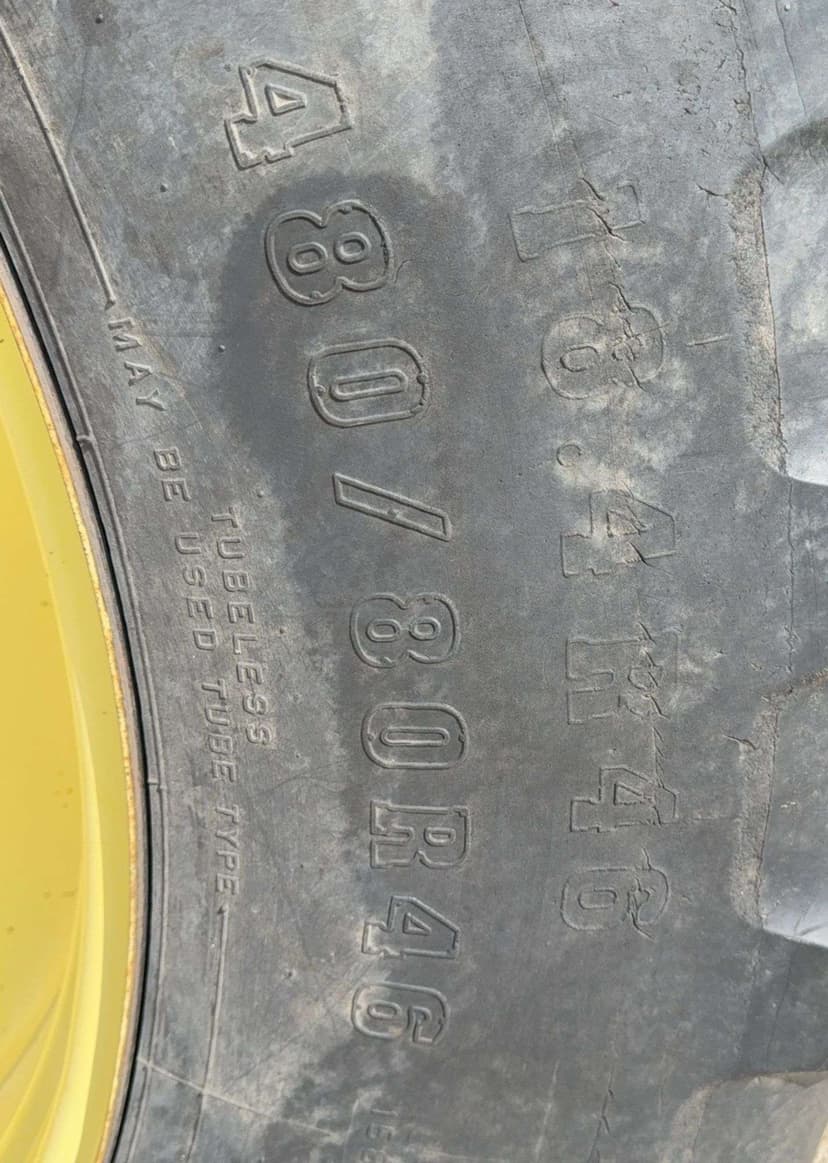 18.4R46
480/80R46
TUBELESS
MAY BE USED TUBE TYPE